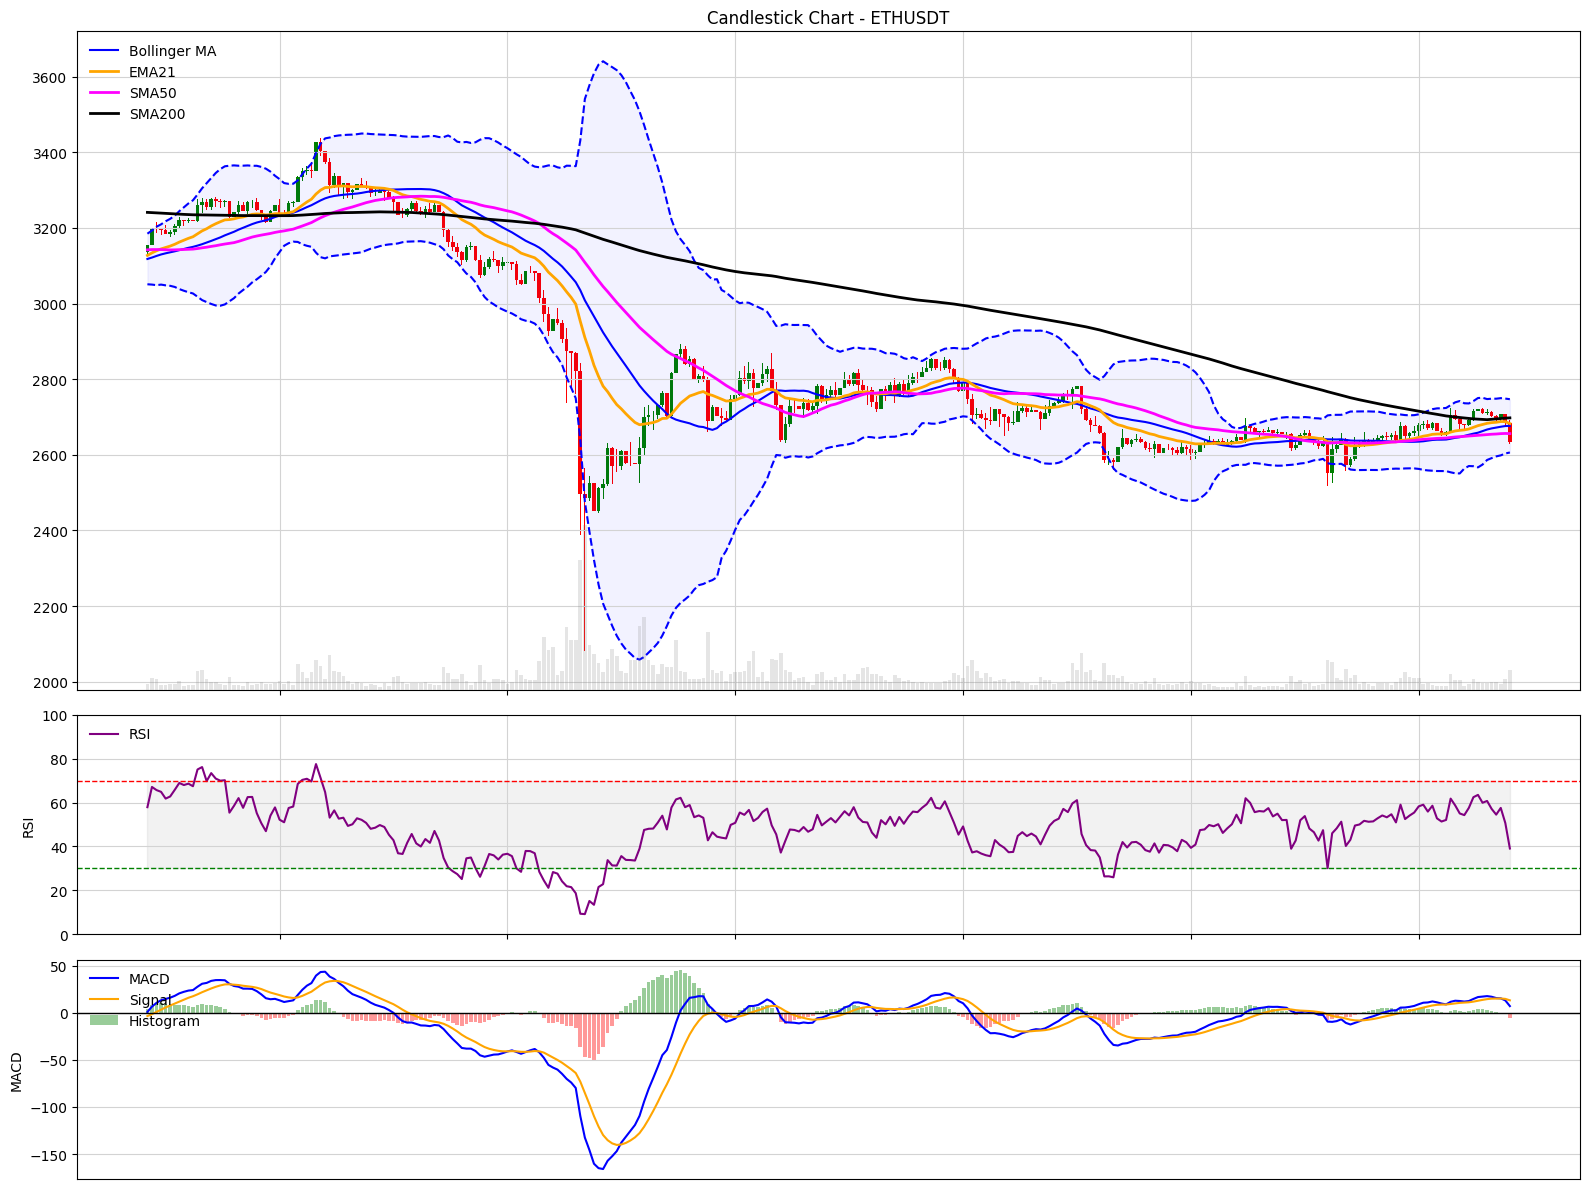 Candlestick Chart - ETHUSDT
Bollinger MA
EMA21
SMA50
SMA200
3600
3400
3200
3000
2800
2600
2400
2200
2000
100
80
60
40
20
0
RSI
RSI
50
0
−50
−100
−150
MACD
MACD
Signal
Histogram